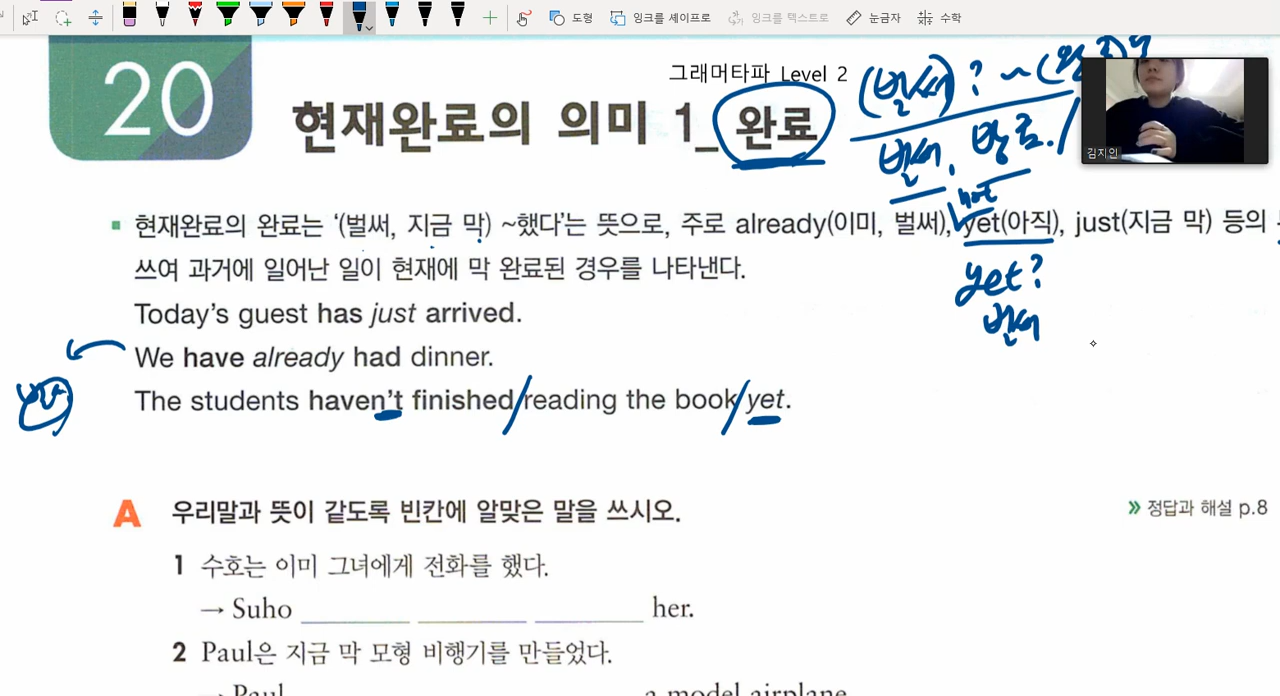 도형 잉크를 셰이프로 잉크를 텍스트로 눈금자 수학
그래머타파 Level 2
20 현재완료의 의미 1_ 완료
(벌써)?
벌써,
not
김지인
현재완료의 완료는 ‘(벌써, 지금 막) ~했다’는 뜻으로, 주로 already(이미, 벌써), yet(아직), just(지금 막) 등의
쓰여 과거에 일어난 일이 현재에 막 완료된 경우를 나타낸다.
yet?
벌써
Today’s guest has just arrived.
We have already had dinner.
The students haven’t finished/reading the book/yet.
A 우리말과 뜻이 같도록 빈칸에 알맞은 말을 쓰시오.
» 정답과 해설 p.8
1 수호는 이미 그녀에게 전화를 했다.
→ Suho ________ ________ ________ her.
2 Paul은 지금 막 모형 비행기를 만들었다.
→ Paul a model airplane